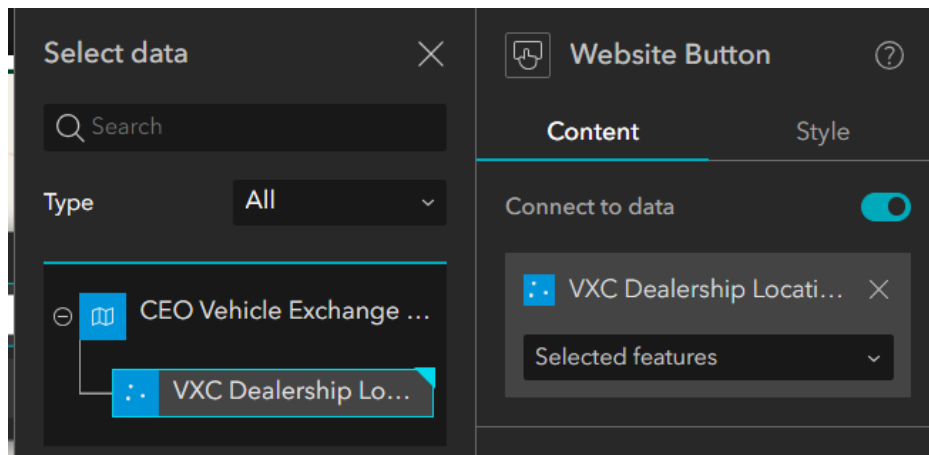 Select data
Search
Type
All
CEO Vehicle Exchange ...
VXC Dealership Lo...
Website Button
?
Content
Style
Connect to data
VXC Dealership Locati...
Selected features